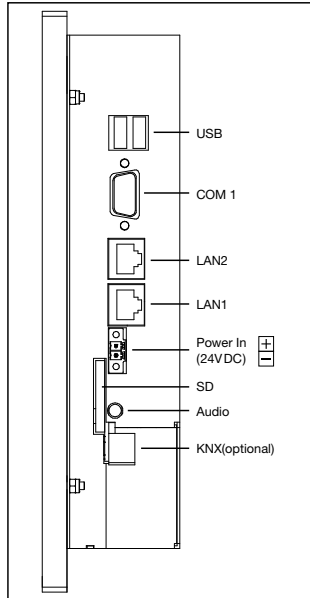 USB
COM 1
LAN2
LAN1
Power In +
(24VDC) −
SD
Audio
KNX(optional)